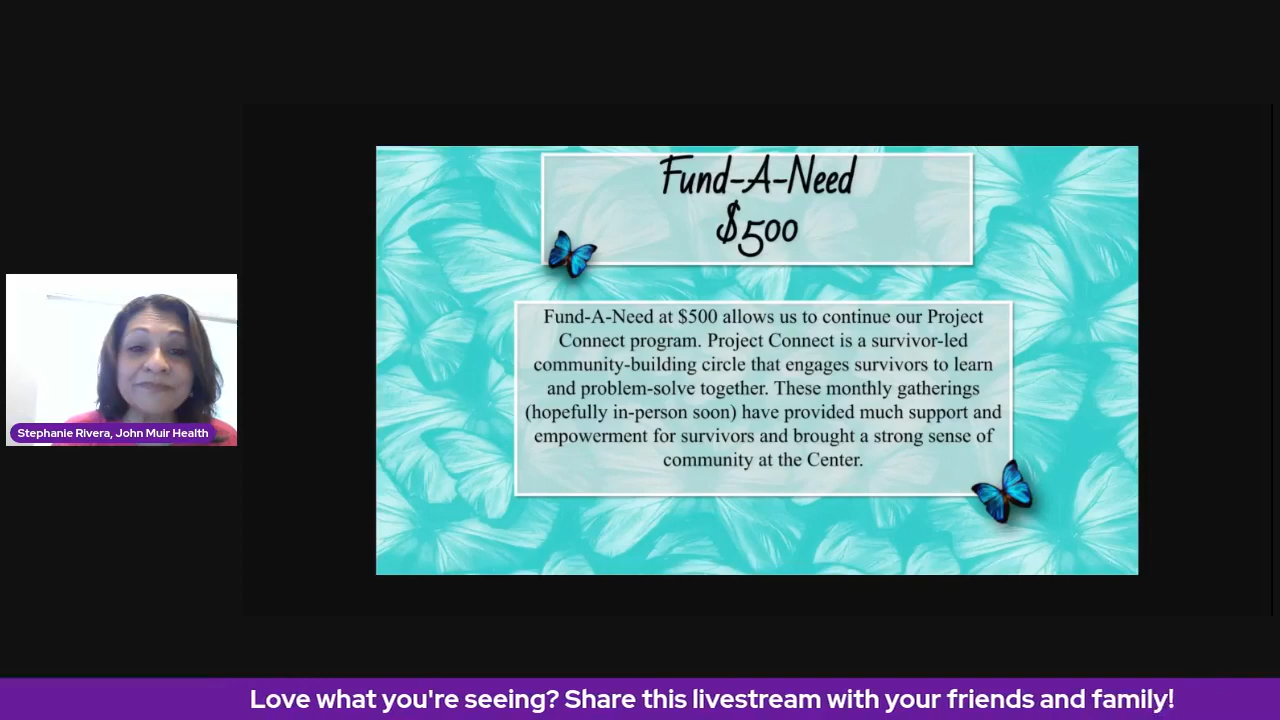 Fund-A-Need
$500
Fund-A-Need at $500 allows us to continue our Project
Connect program. Project Connect is a survivor-led
community-building circle that engages survivors to learn
and problem-solve together. These monthly gatherings
(hopefully in-person soon) have provided much support and
empowerment for survivors and brought a strong sense of
community at the Center.
Stephanie Rivera, John Muir Health
Love what you're seeing? Share this livestream with your friends and family!